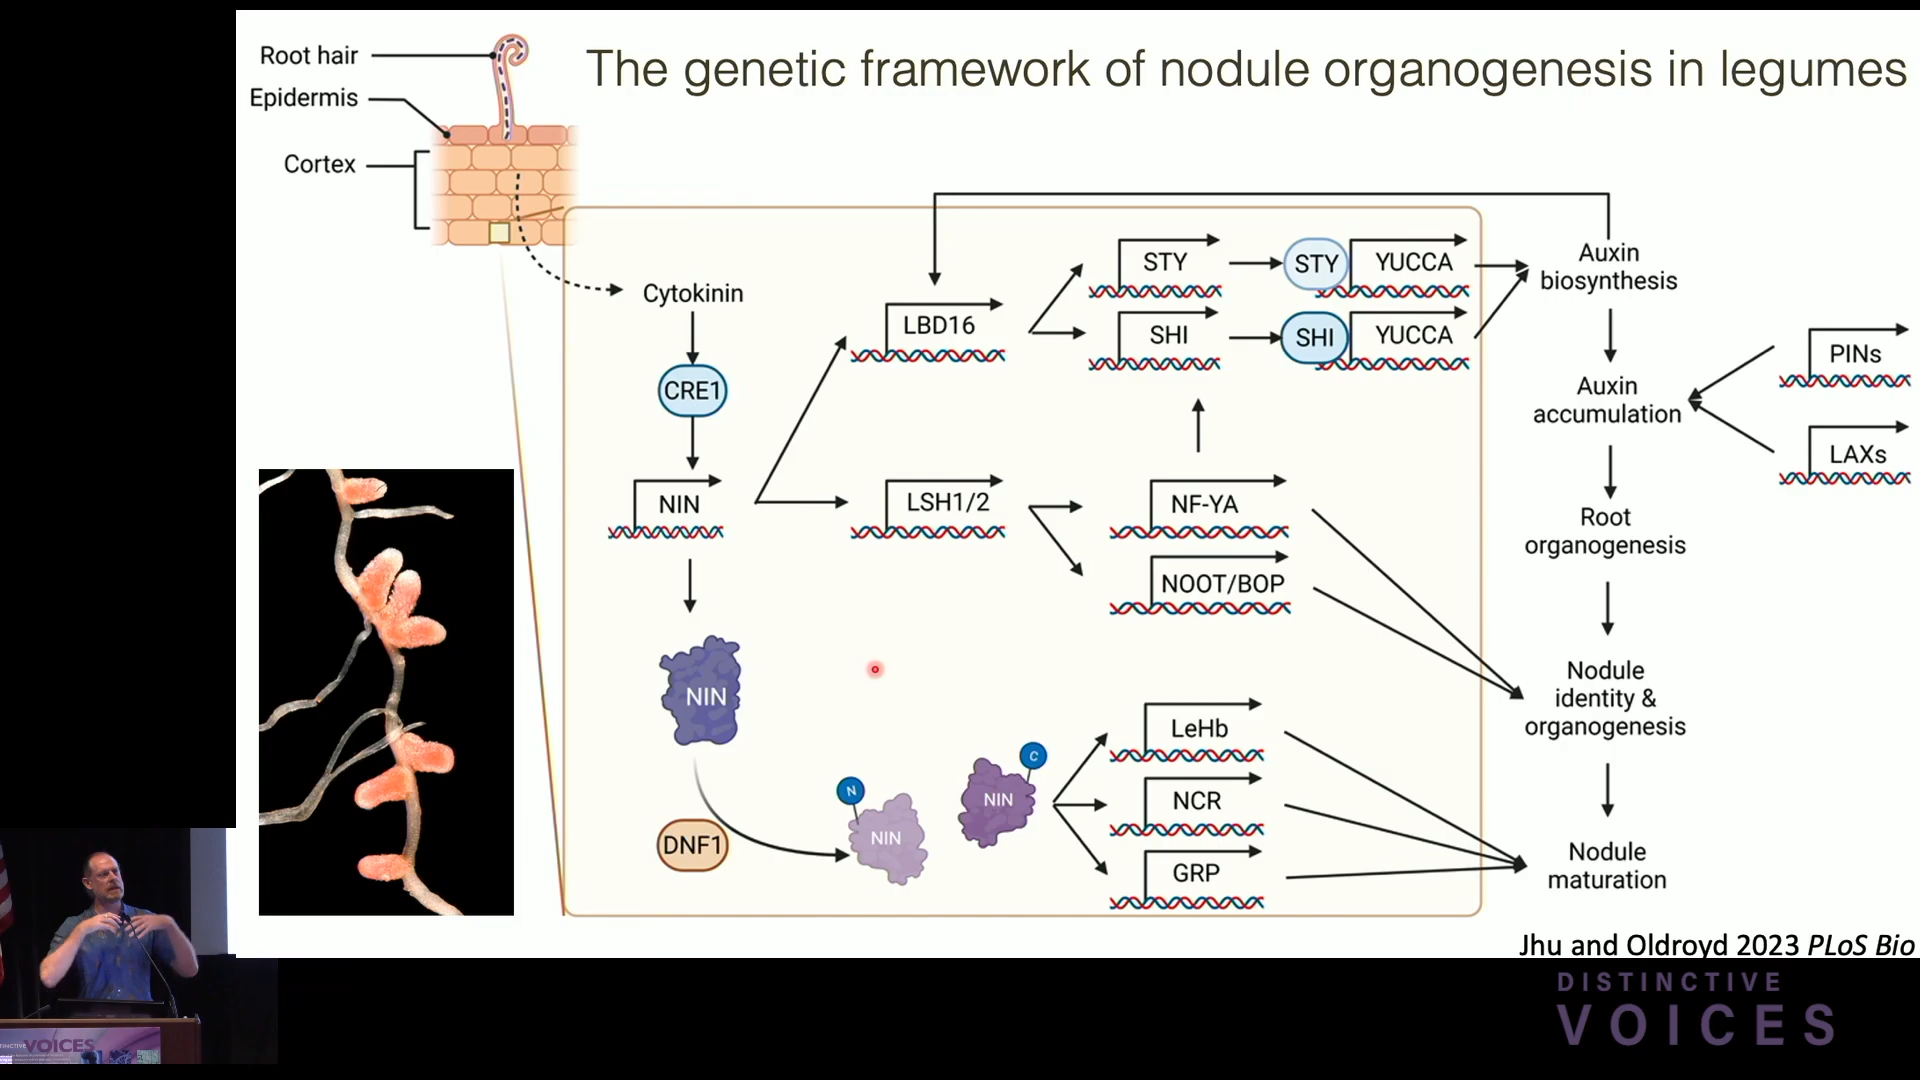 The genetic framework of nodule organogenesis in legumes
Root hair
Epidermis
Cortex
Cytokinin
CRE1
NIN
LBD16
LSH1/2
STY
SHI
STY
YUCCA
SHI
YUCCA
NF-YA
NOOT/BOP
NIN
DNF1
N
NIN
C
NIN
LeHb
NCR
GRP
Auxin
biosynthesis
Auxin
accumulation
PINs
LAXs
Root
organogenesis
Nodule
identity &
organogenesis
Nodule
maturation
Jhu and Oldroyd 2023 PLoS Bio
DISTINCTIVE
VOICES
VOICES